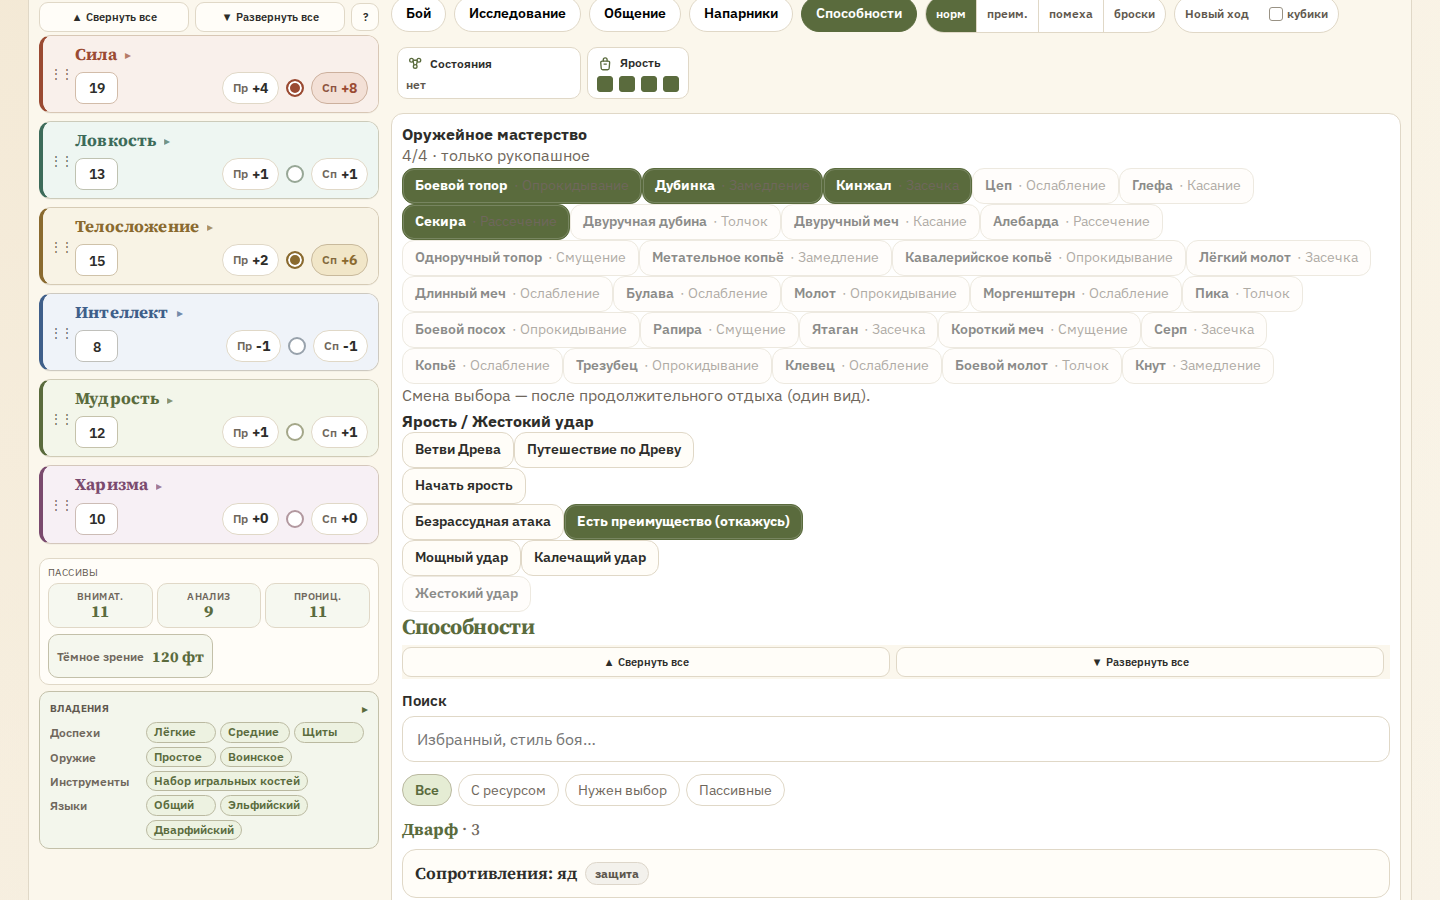 ▲ Свернуть все
▼ Развернуть все
?
Бой
Исследование
Общение
Напарники
Способности
норм
преим.
помеха
броски
Новый ход
кубики
Сила ▸
19
Пр +4
Сп +8
Ловкость ▸
13
Пр +1
Сп +1
Телосложение ▸
15
Пр +2
Сп +6
Интеллект ▸
8
Пр -1
Сп -1
Мудрость ▸
12
Пр +1
Сп +1
Харизма ▸
10
Пр +0
Сп +0
ПАССИВЫ
ВНИМАТ.
11
АНАЛИЗ
9
ПРОНИЦ.
11
Тёмное зрение 120 фт
ВЛАДЕНИЯ ▸
Доспехи Лёгкие Средние Щиты
Оружие Простое Воинское
Инструменты Набор игральных костей
Языки Общий Эльфийский
Дварфийский
Состояния
нет
Ярость
Оружейное мастерство
4/4 · только рукопашное
Боевой топор · Опрокидывание Дубинка · Замедление Кинжал · Засечка Цеп · Ослабление Глефа · Касание
Секира · Рассечение Двуручная дубина · Толчок Двуручный меч · Касание Алебарда · Рассечение
Одноручный топор · Смущение Метательное копьё · Замедление Кавалерийское копьё · Опрокидывание Лёгкий молот · Засечка
Длинный меч · Ослабление Булава · Ослабление Молот · Опрокидывание Моргенштерн · Ослабление Пика · Толчок
Боевой посох · Опрокидывание Рапира · Смущение Ятаган · Засечка Короткий меч · Смущение Серп · Засечка
Копьё · Ослабление Трезубец · Опрокидывание Клевец · Ослабление Боевой молот · Толчок Кнут · Замедление
Смена выбора — после продолжительного отдыха (один вид).
Ярость / Жестокий удар
Ветви Древа Путешествие по Древу
Начать ярость
Безрассудная атака Есть преимущество (откажусь)
Мощный удар Калечащий удар
Жестокий удар
Способности
▲ Свернуть все
▼ Развернуть все
Поиск
Избранный, стиль боя...
Все С ресурсом Нужен выбор Пассивные
Дварф · 3
Сопротивления: яд защита